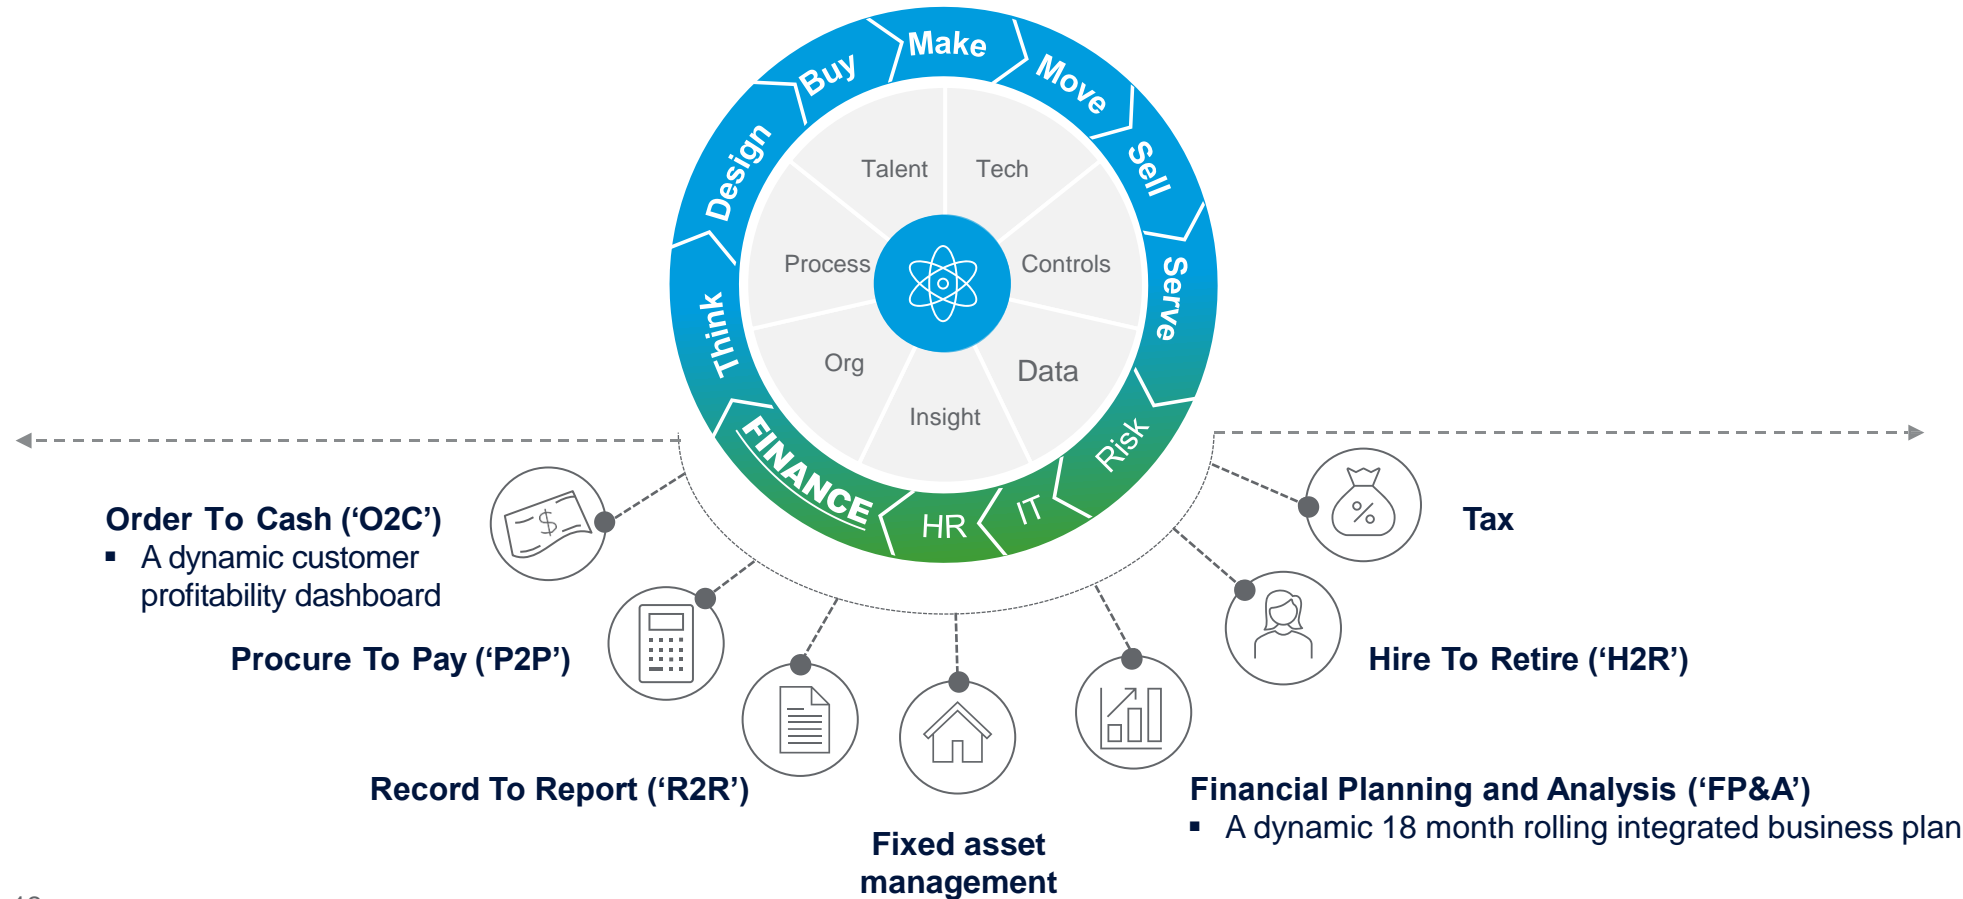 Make
Buy
Move
Design
Sell
Think
Serve
Talent
Tech
Process
Controls
Org
Data
Insight
FINANCE
HR
IT
Risk
$
%
Order To Cash (‘O2C’)
▪ A dynamic customer
profitability dashboard
Tax
Procure To Pay (‘P2P’)
Hire To Retire (‘H2R’)
Record To Report (‘R2R’)
Financial Planning and Analysis (‘FP&A’)
▪ A dynamic 18 month rolling integrated business plan
Fixed asset
management